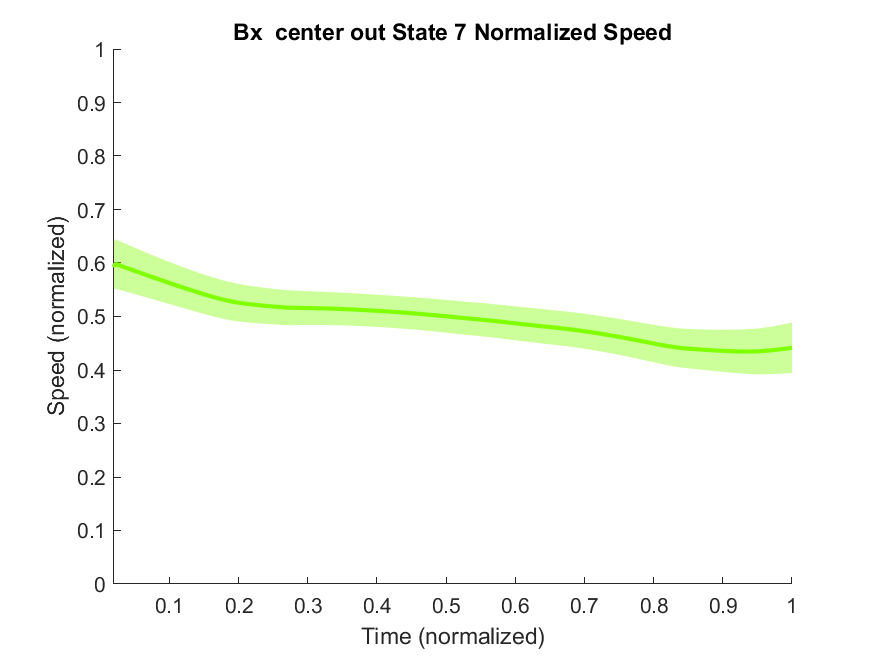 Bx  center out State 7 Normalized Speed
1
0.9
0.8
0.7
0.6
0.5
0.4
0.3
0.2
0.1
0
Speed (normalized)
0.1 0.2 0.3 0.4 0.5 0.6 0.7 0.8 0.9 1
Time (normalized)